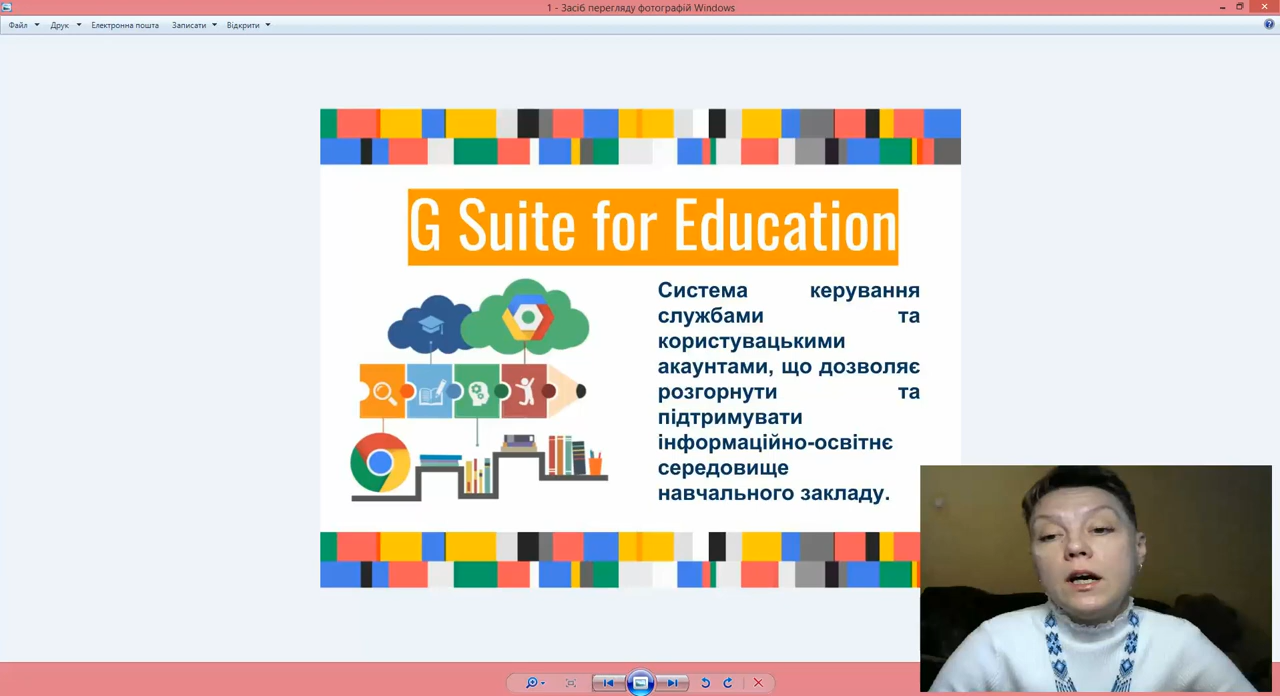 1 - Засіб перегляду фотографій Windows
Файл Друк Електронна пошта Записати Відкрити
G Suite for Education
Система керування
службами та
користувацькими
акаунтами, що дозволяє
розгорнути та
підтримувати
інформаційно-освітнє
середовище
навчального закладу.